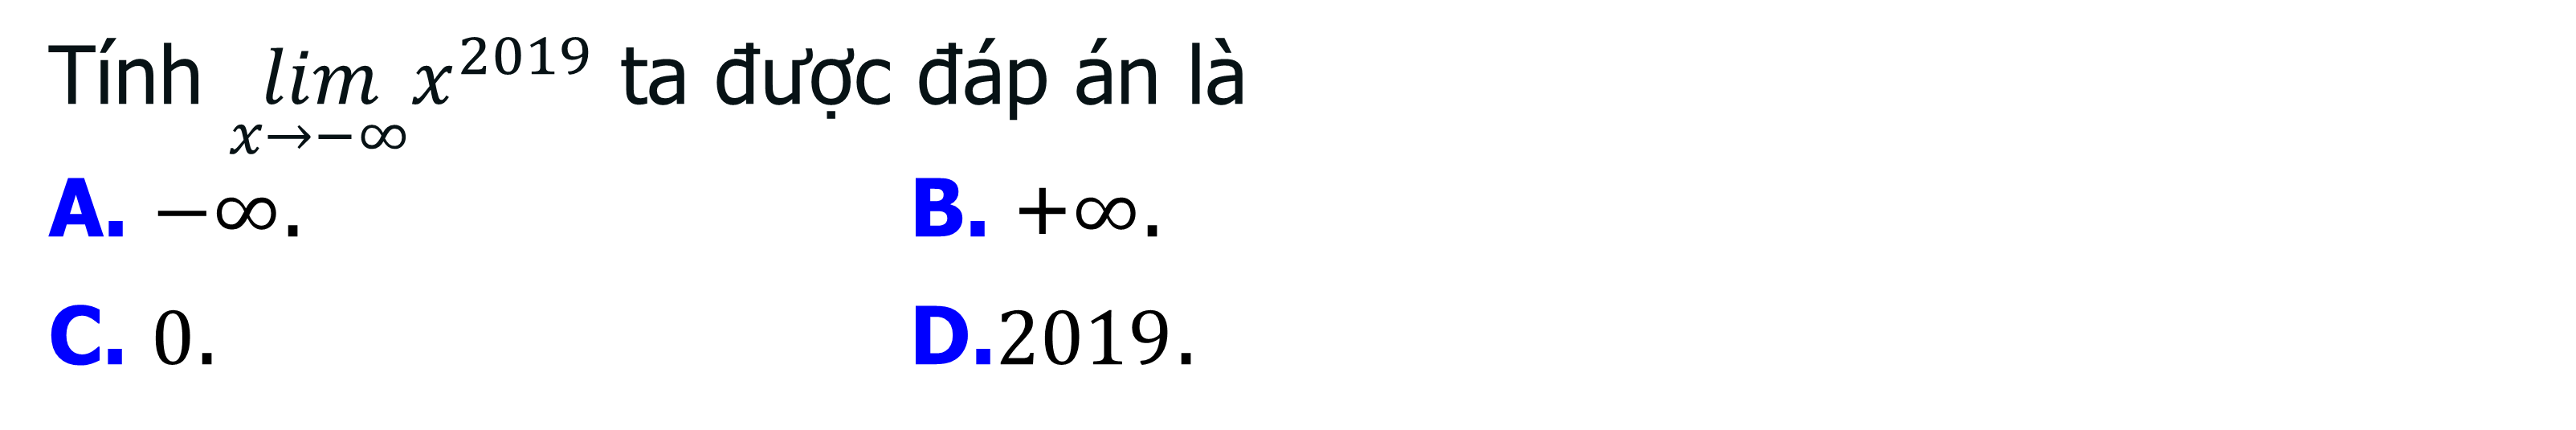 Tính lim x→−∞ x^2019 ta được đáp án là
A. −∞. B. +∞.
C. 0. D.2019.